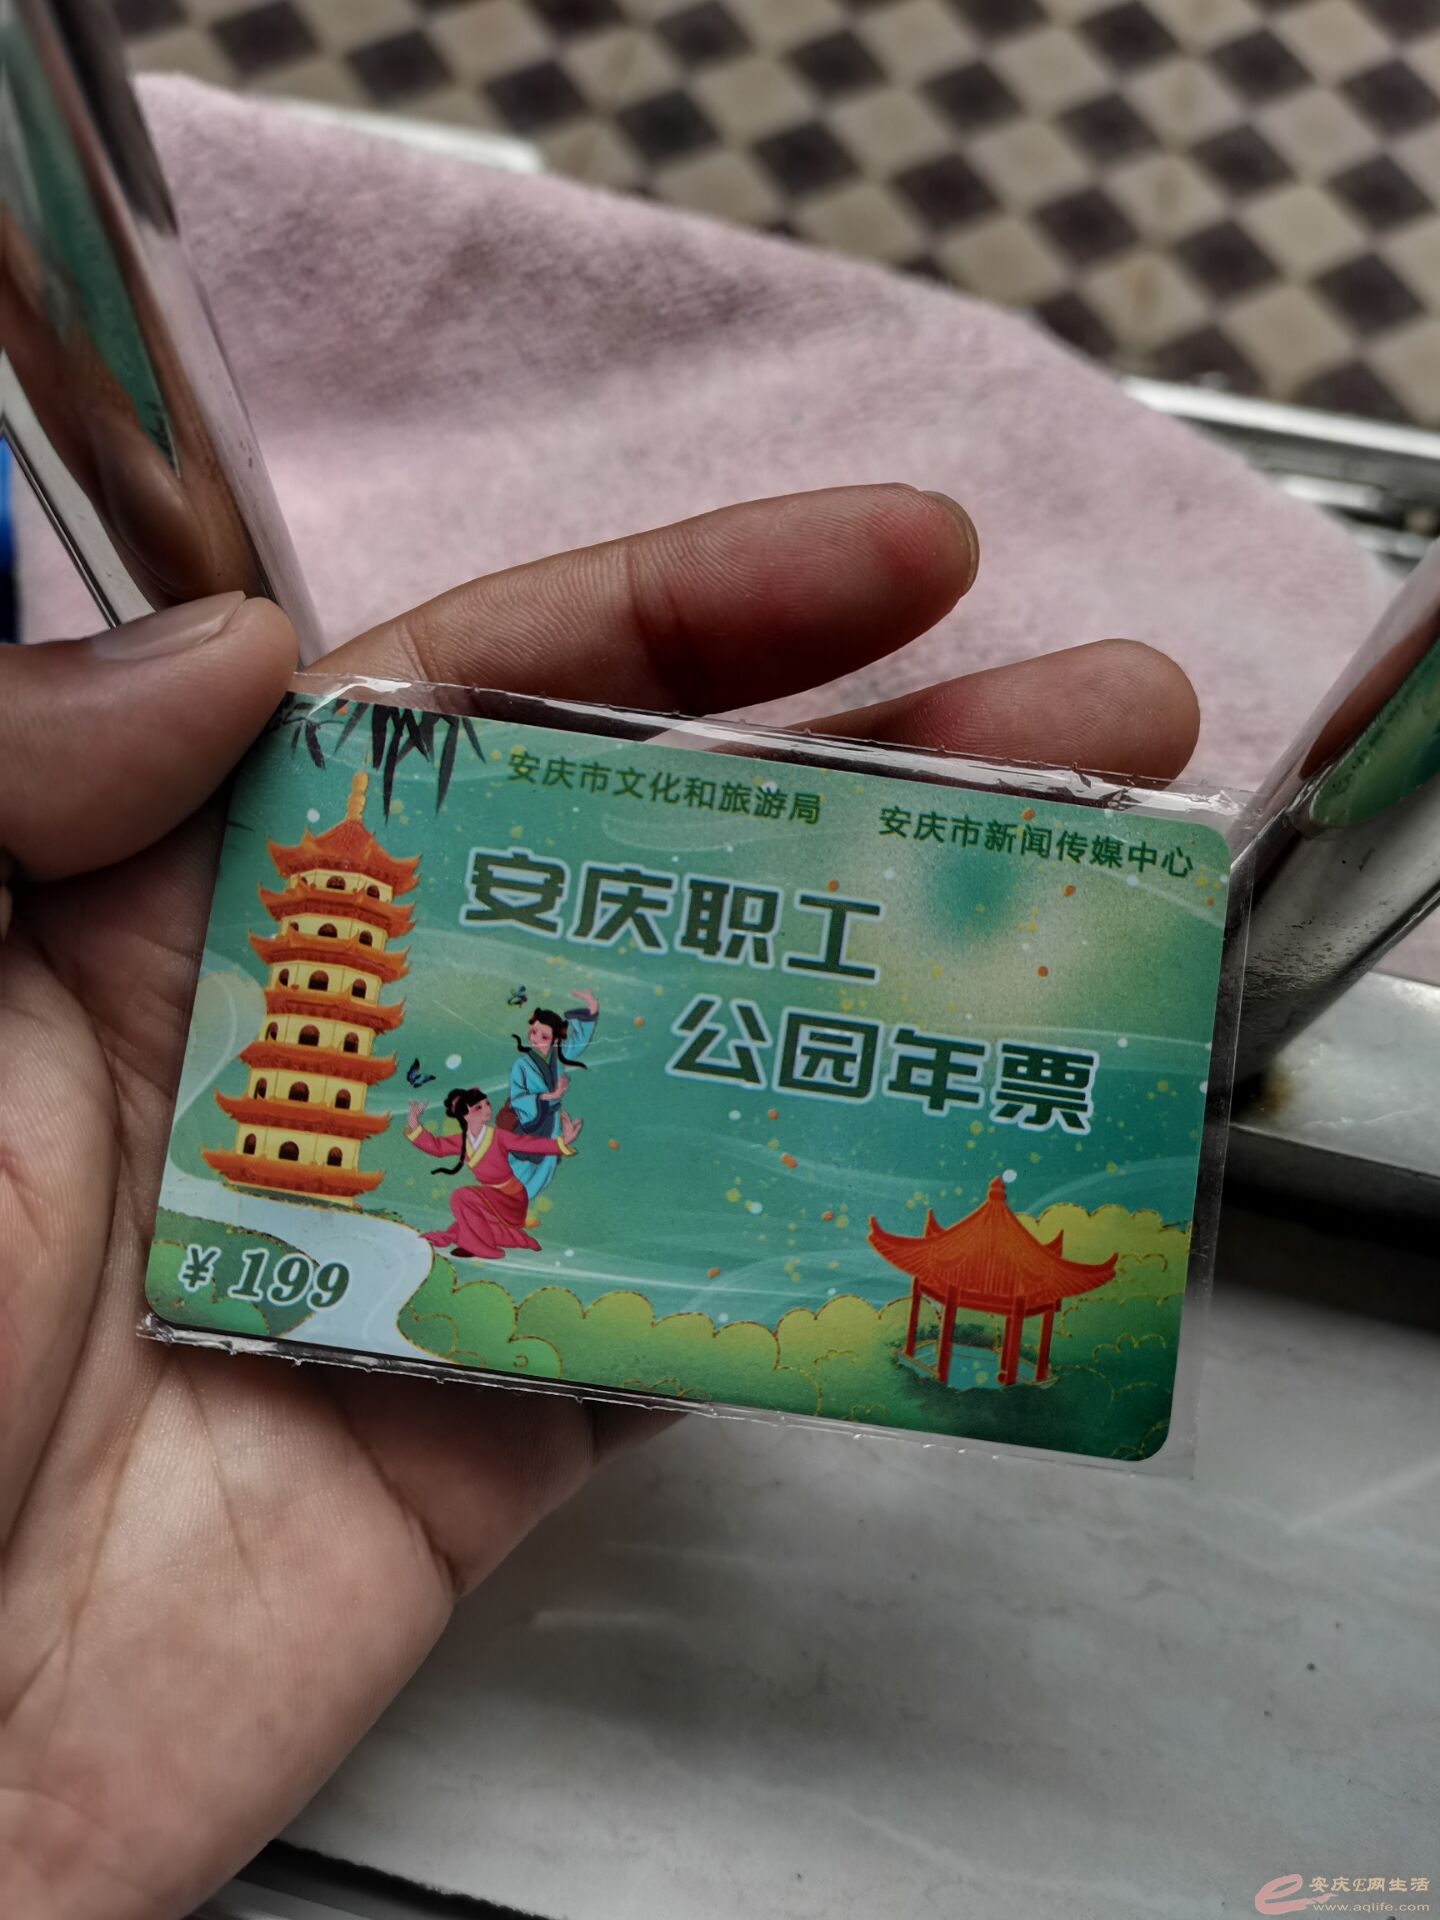 安庆市文化和旅游局 安庆市新闻传媒中心
安庆职工
公园年票
¥199
安庆E网生活
www.aqlife.com